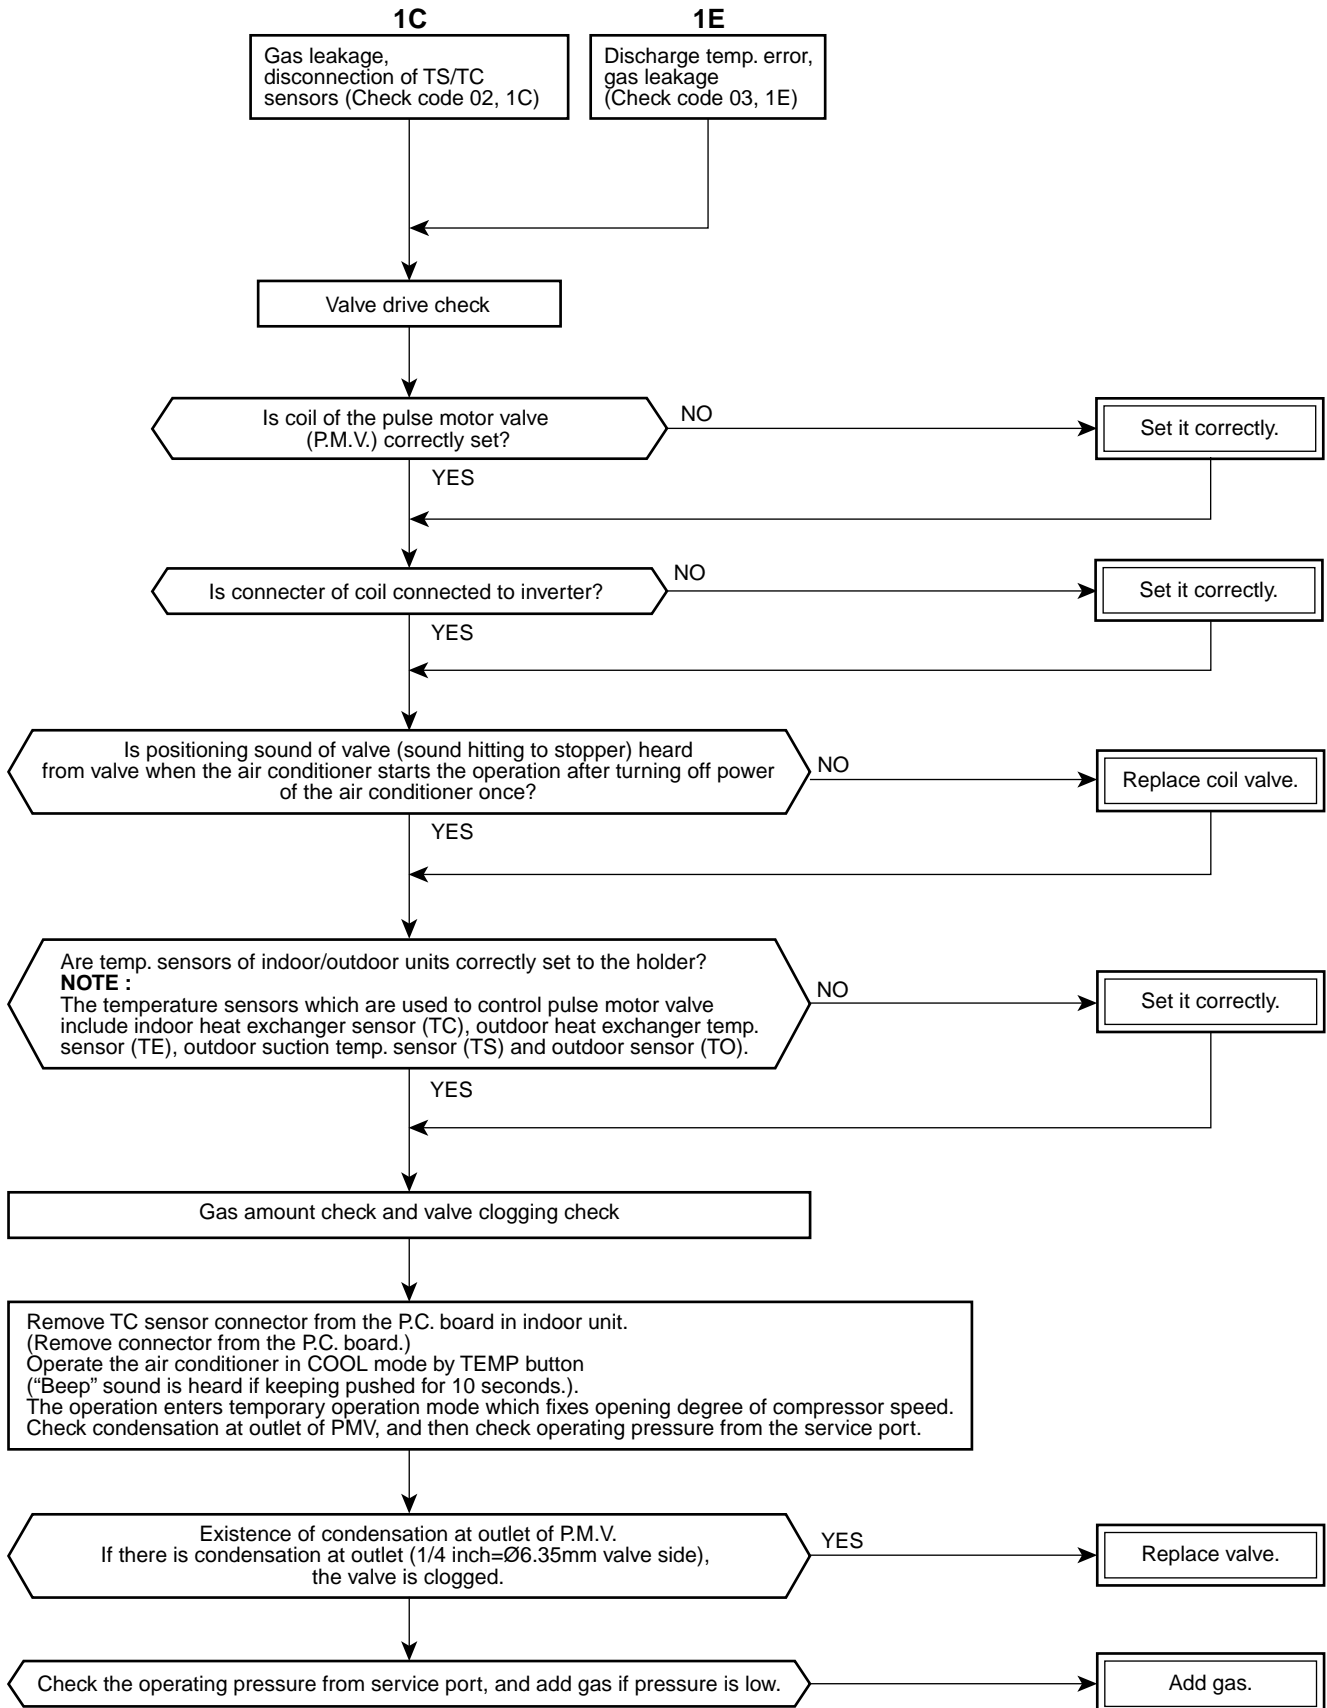 1C
1E
Gas leakage,
disconnection of TS/TC
sensors (Check code 02, 1C)
Discharge temp. error,
gas leakage
(Check code 03, 1E)
Valve drive check
Is coil of the pulse motor valve
(P.M.V.) correctly set?
NO
Set it correctly.
YES
Is connecter of coil connected to inverter?
NO
Set it correctly.
YES
Is positioning sound of valve (sound hitting to stopper) heard
from valve when the air conditioner starts the operation after turning off power
of the air conditioner once?
NO
Replace coil valve.
YES
Are temp. sensors of indoor/outdoor units correctly set to the holder?
NOTE :
The temperature sensors which are used to control pulse motor valve
include indoor heat exchanger sensor (TC), outdoor heat exchanger temp.
sensor (TE), outdoor suction temp. sensor (TS) and outdoor sensor (TO).
NO
Set it correctly.
YES
Gas amount check and valve clogging check
Remove TC sensor connector from the P.C. board in indoor unit.
(Remove connector from the P.C. board.)
Operate the air conditioner in COOL mode by TEMP button
(“Beep” sound is heard if keeping pushed for 10 seconds.).
The operation enters temporary operation mode which fixes opening degree of compressor speed.
Check condensation at outlet of PMV, and then check operating pressure from the service port.
Existence of condensation at outlet of P.M.V.
If there is condensation at outlet (1/4 inch=Ø6.35mm valve side),
the valve is clogged.
YES
Replace valve.
Check the operating pressure from service port, and add gas if pressure is low.
Add gas.